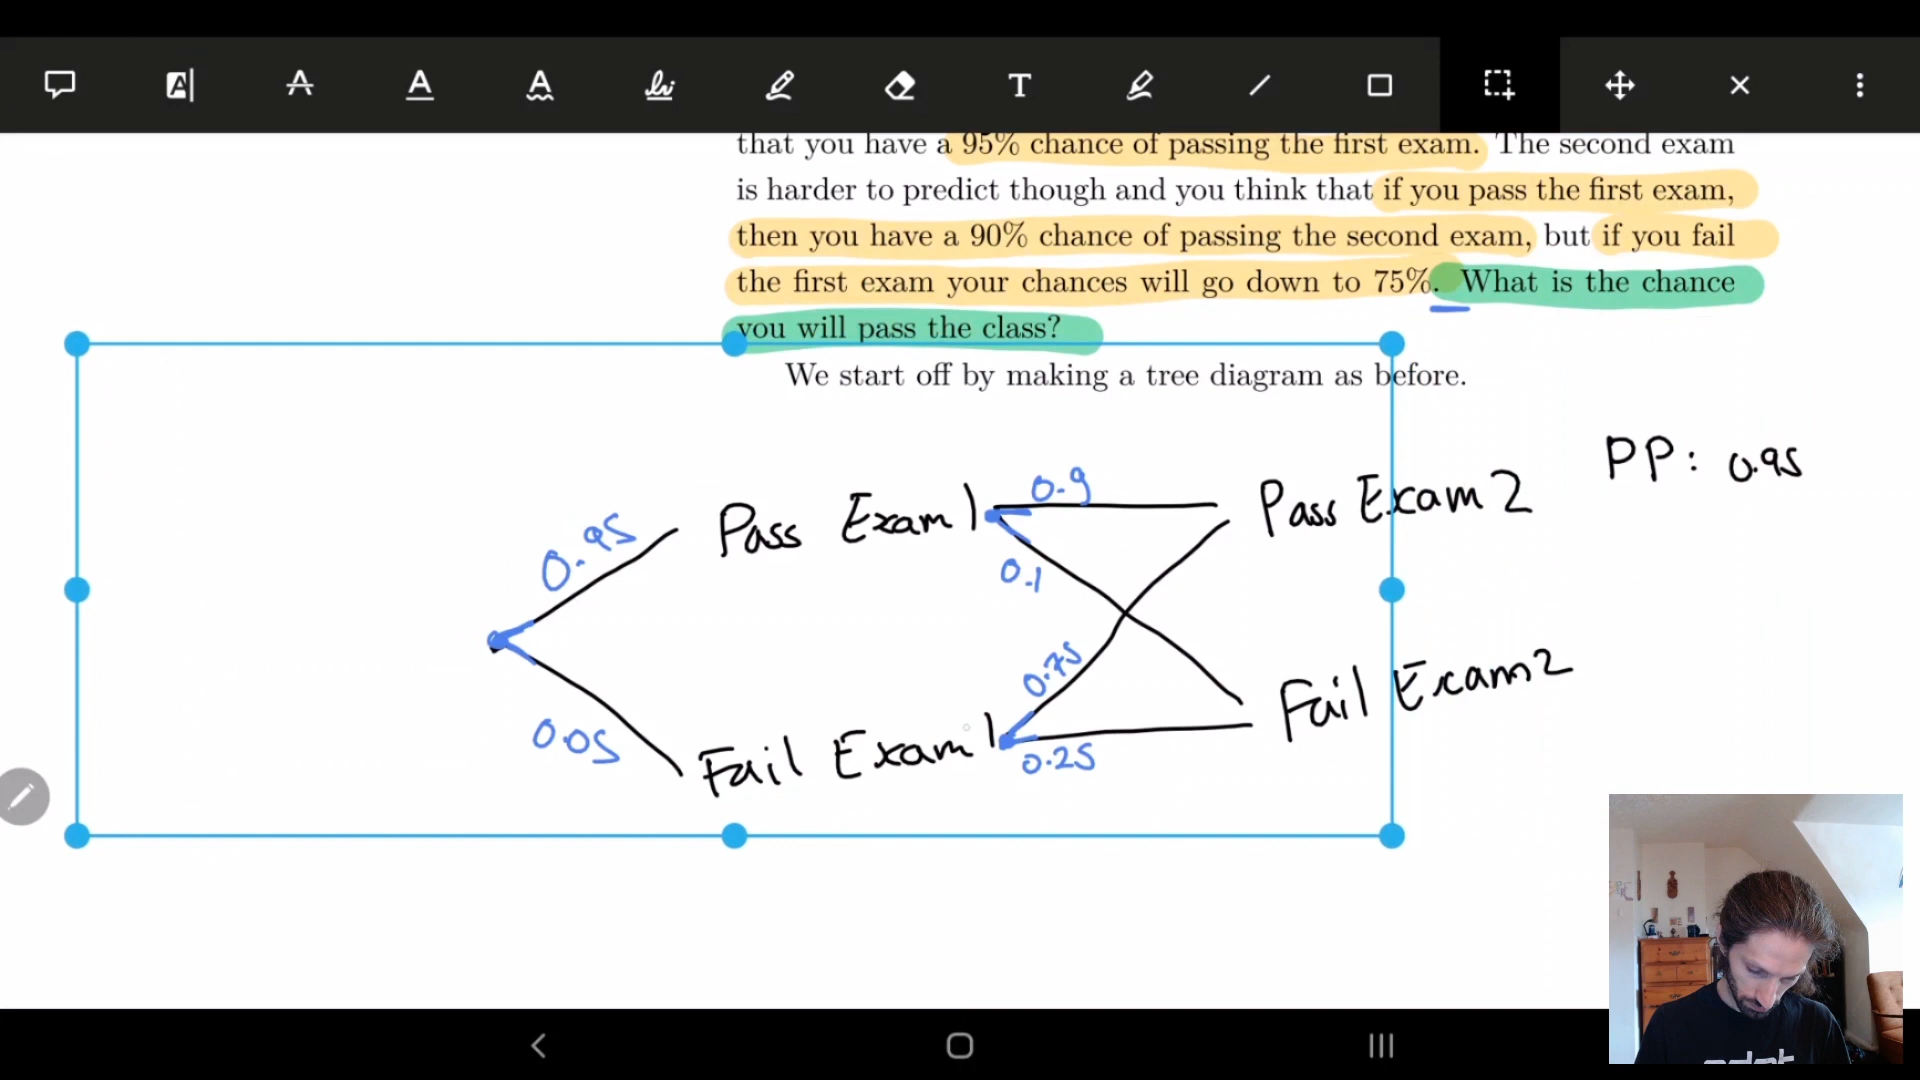 that you have a 95% chance of passing the first exam. The second exam
is harder to predict though and you think that if you pass the first exam,
then you have a 90% chance of passing the second exam, but if you fail
the first exam your chances will go down to 75%. What is the chance
you will pass the class?
We start off by making a tree diagram as before.
PP: 0.95
0.9
Pass Exam 1
Pass Exam 2
0.95
0.1
0.75
Fail Exam 2
0.05
Fail Exam 1
0.25